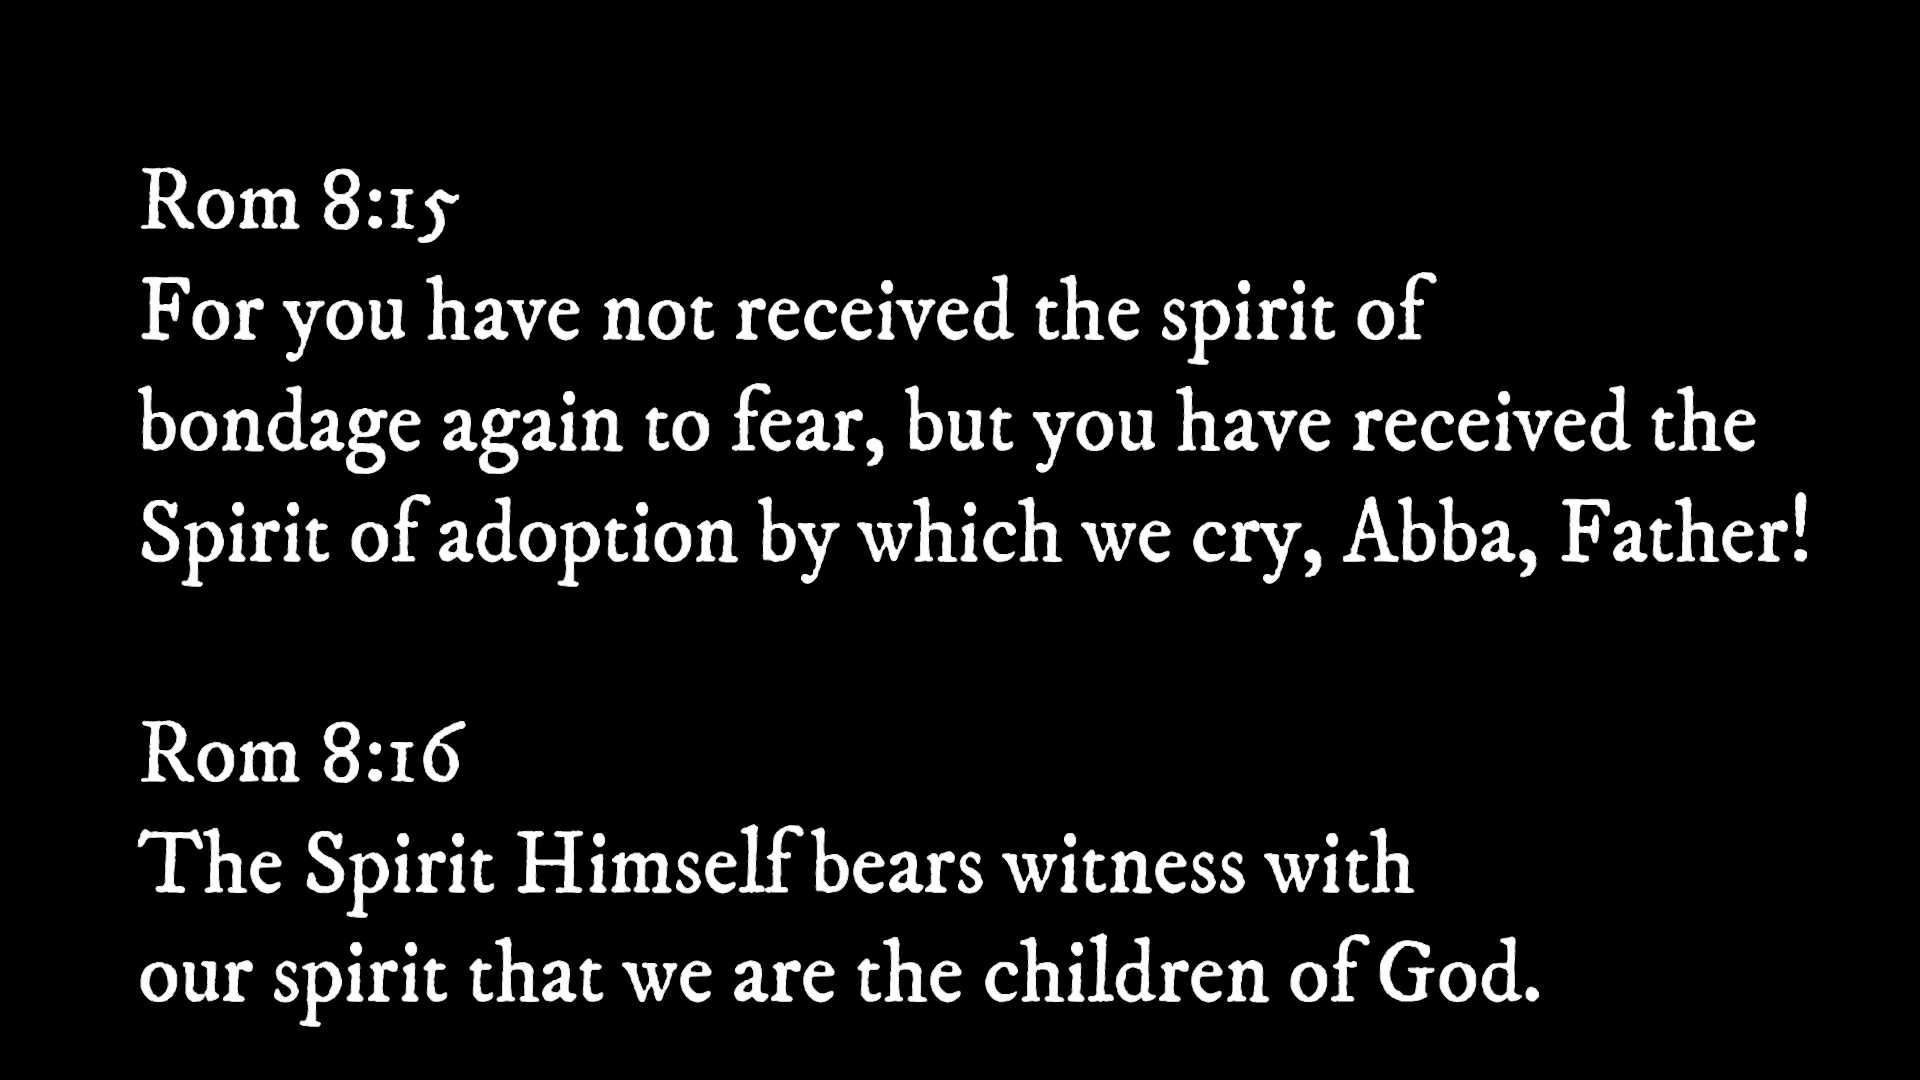 Rom 8:15
For you have not received the spirit of
bondage again to fear, but you have received the
Spirit of adoption by which we cry, Abba, Father!
Rom 8:16
The Spirit Himself bears witness with
our spirit that we are the children of God.